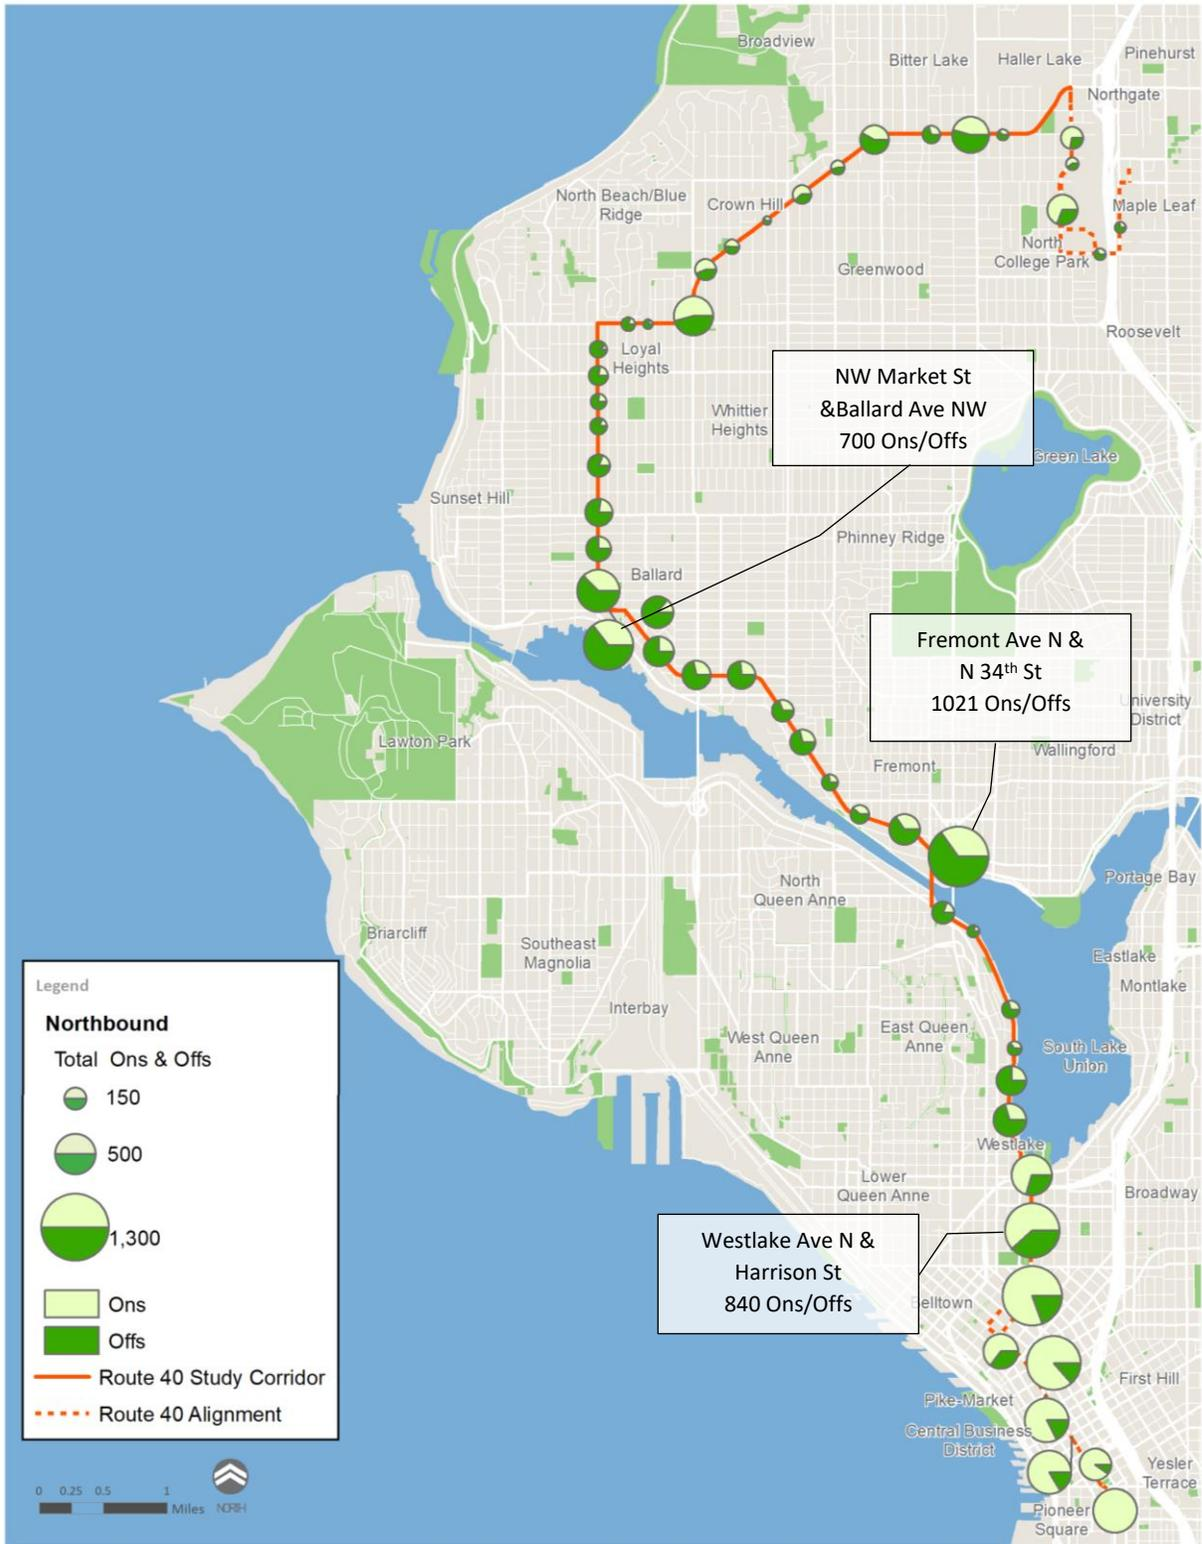 Broadview
Bitter Lake
Haller Lake
Pinehurst
Northgate
North Beach/Blue
Ridge
Crown Hill
Maple Leaf
North
College Park
Greenwood
Roosevelt
Loyal
Heights
NW Market St
&Ballard Ave NW
700 Ons/Offs
Whittier
Heights
Green Lake
Sunset Hill
Phinney Ridge
Ballard
Fremont Ave N &
N 34th St
1021 Ons/Offs
University
District
Lawton Park
Wallingford
Fremont
Portage Bay
North
Queen Anne
Briarcliff
Southeast
Magnolia
Eastlake
Montlake
Interbay
West Queen
Anne
East Queen
Anne
South Lake
Union
Westlake
Lower
Queen Anne
Broadway
Westlake Ave N &
Harrison St
840 Ons/Offs
Belltown
First Hill
Pike-Market
Central Business
District
Yesler
Terrace
Pioneer
Square
Legend
Northbound
Total Ons & Offs
150
500
1,300
Ons
Offs
Route 40 Study Corridor
Route 40 Alignment
0 0.25 0.5 1
Miles
NORTH